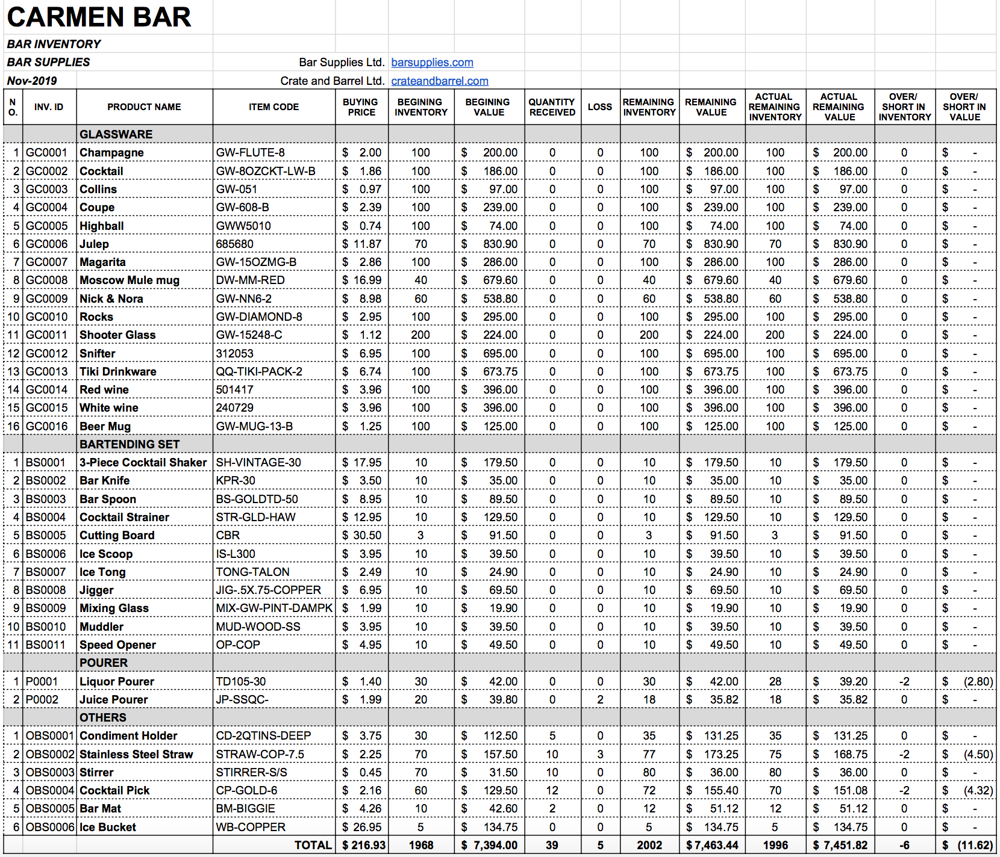 CARMEN BAR
BAR INVENTORY
BAR SUPPLIES Bar Supplies Ltd. barsupplies.com
Nov-2019 Crate and Barrel Ltd. crateandbarrel.com
NO. INV. ID PRODUCT NAME ITEM CODE BUYING PRICE BEGINING INVENTORY BEGINING VALUE QUANTITY RECEIVED LOSS REMAINING INVENTORY REMAINING VALUE ACTUAL REMAINING INVENTORY ACTUAL REMAINING VALUE OVER/ SHORT IN INVENTORY OVER/ SHORT IN VALUE
GLASSWARE
1 GC0001 Champagne GW-FLUTE-8 $ 2.00 100 $ 200.00 0 0 100 $ 200.00 100 $ 200.00 0 $ -
2 GC0002 Cocktail GW-8OZCKT-LW-B $ 1.86 100 $ 186.00 0 0 100 $ 186.00 100 $ 186.00 0 $ -
3 GC0003 Collins GW-051 $ 0.97 100 $ 97.00 0 0 100 $ 97.00 100 $ 97.00 0 $ -
4 GC0004 Coupe GW-608-B $ 2.39 100 $ 239.00 0 0 100 $ 239.00 100 $ 239.00 0 $ -
5 GC0005 Highball GWW5010 $ 0.74 100 $ 74.00 0 0 100 $ 74.00 100 $ 74.00 0 $ -
6 GC0006 Julep 685680 $ 11.87 70 $ 830.90 0 0 70 $ 830.90 70 $ 830.90 0 $ -
7 GC0007 Magarita GW-15OZMG-B $ 2.86 100 $ 286.00 0 0 100 $ 286.00 100 $ 286.00 0 $ -
8 GC0008 Moscow Mule mug DW-MM-RED $ 16.99 40 $ 679.60 0 0 40 $ 679.60 40 $ 679.60 0 $ -
9 GC0009 Nick & Nora GW-NN6-2 $ 8.98 60 $ 538.80 0 0 60 $ 538.80 60 $ 538.80 0 $ -
10 GC0010 Rocks GW-DIAMOND-8 $ 2.95 100 $ 295.00 0 0 100 $ 295.00 100 $ 295.00 0 $ -
11 GC0011 Shooter Glass GW-15248-C $ 1.12 200 $ 224.00 0 0 200 $ 224.00 200 $ 224.00 0 $ -
12 GC0012 Snifter 312053 $ 6.95 100 $ 695.00 0 0 100 $ 695.00 100 $ 695.00 0 $ -
13 GC0013 Tiki Drinkware QQ-TIKI-PACK-2 $ 6.74 100 $ 673.75 0 0 100 $ 673.75 100 $ 673.75 0 $ -
14 GC0014 Red wine 501417 $ 3.96 100 $ 396.00 0 0 100 $ 396.00 100 $ 396.00 0 $ -
15 GC0015 White wine 240729 $ 3.96 100 $ 396.00 0 0 100 $ 396.00 100 $ 396.00 0 $ -
16 GC0016 Beer Mug GW-MUG-13-B $ 1.25 100 $ 125.00 0 0 100 $ 125.00 100 $ 125.00 0 $ -
BARTENDING SET
1 BS0001 3-Piece Cocktail Shaker SH-VINTAGE-30 $ 17.95 10 $ 179.50 0 0 10 $ 179.50 10 $ 179.50 0 $ -
2 BS0002 Bar Knife KPR-30 $ 3.50 10 $ 35.00 0 0 10 $ 35.00 10 $ 35.00 0 $ -
3 BS0003 Bar Spoon BS-GOLDTD-50 $ 8.95 10 $ 89.50 0 0 10 $ 89.50 10 $ 89.50 0 $ -
4 BS0004 Cocktail Strainer STR-GLD-HAW $ 12.95 10 $ 129.50 0 0 10 $ 129.50 10 $ 129.50 0 $ -
5 BS0005 Cutting Board CBR $ 30.50 3 $ 91.50 0 0 3 $ 91.50 3 $ 91.50 0 $ -
6 BS0006 Ice Scoop IS-L300 $ 3.95 10 $ 39.50 0 0 10 $ 39.50 10 $ 39.50 0 $ -
7 BS0007 Ice Tong TONG-TALON $ 2.49 10 $ 24.90 0 0 10 $ 24.90 10 $ 24.90 0 $ -
8 BS0008 Jigger JIG-.5X.75-COPPER $ 6.95 10 $ 69.50 0 0 10 $ 69.50 10 $ 69.50 0 $ -
9 BS0009 Mixing Glass MIX-GW-PINT-DAMPK $ 1.99 10 $ 19.90 0 0 10 $ 19.90 10 $ 19.90 0 $ -
10 BS0010 Muddler MUD-WOOD-SS $ 3.95 10 $ 39.50 0 0 10 $ 39.50 10 $ 39.50 0 $ -
11 BS0011 Speed Opener OP-COP $ 4.95 10 $ 49.50 0 0 10 $ 49.50 10 $ 49.50 0 $ -
POURER
1 P0001 Liquor Pourer TD105-30 $ 1.40 30 $ 42.00 0 0 30 $ 42.00 28 $ 39.20 -2 $ (2.80)
2 P0002 Juice Pourer JP-SSQC- $ 1.99 20 $ 39.80 0 2 18 $ 35.82 18 $ 35.82 0 $ -
OTHERS
1 OBS0001 Condiment Holder CD-2QTINS-DEEP $ 3.75 30 $ 112.50 5 0 35 $ 131.25 35 $ 131.25 0 $ -
2 OBS0002 Stainless Steel Straw STRAW-COP-7.5 $ 2.25 70 $ 157.50 10 3 77 $ 173.25 75 $ 168.75 -2 $ (4.50)
3 OBS0003 Stirrer STIRRER-S/S $ 0.45 70 $ 31.50 10 0 80 $ 36.00 80 $ 36.00 0 $ -
4 OBS0004 Cocktail Pick CP-GOLD-6 $ 2.16 60 $ 129.50 12 0 72 $ 155.40 70 $ 151.08 -2 $ (4.32)
5 OBS0005 Bar Mat BM-BIGGIE $ 4.26 10 $ 42.60 2 0 12 $ 51.12 12 $ 51.12 0 $ -
6 OBS0006 Ice Bucket WB-COPPER $ 26.95 5 $ 134.75 0 0 5 $ 134.75 5 $ 134.75 0 $ -
TOTAL $ 216.93 1968 $ 7,394.00 39 5 2002 $ 7,463.44 1996 $ 7,451.82 -6 $ (11.62)